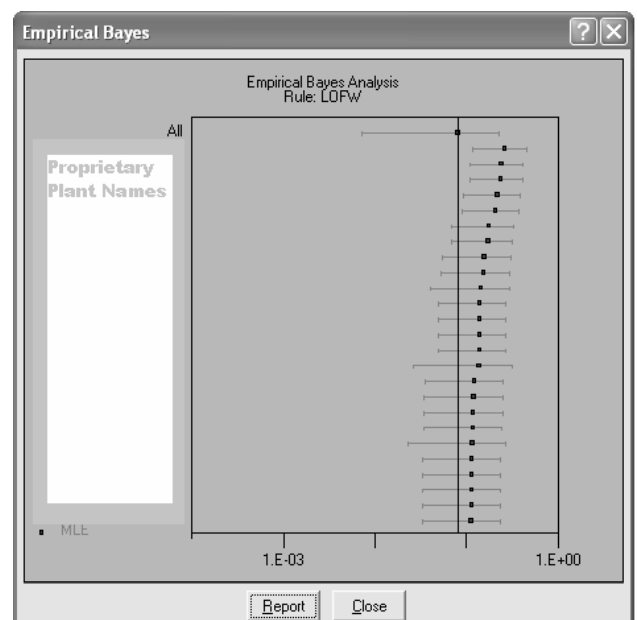 Empirical Bayes
Empirical Bayes Analysis
Rule: LOFW
All
Proprietary
Plant Names
MLE
1.E-03
1.E+00
Report
Close